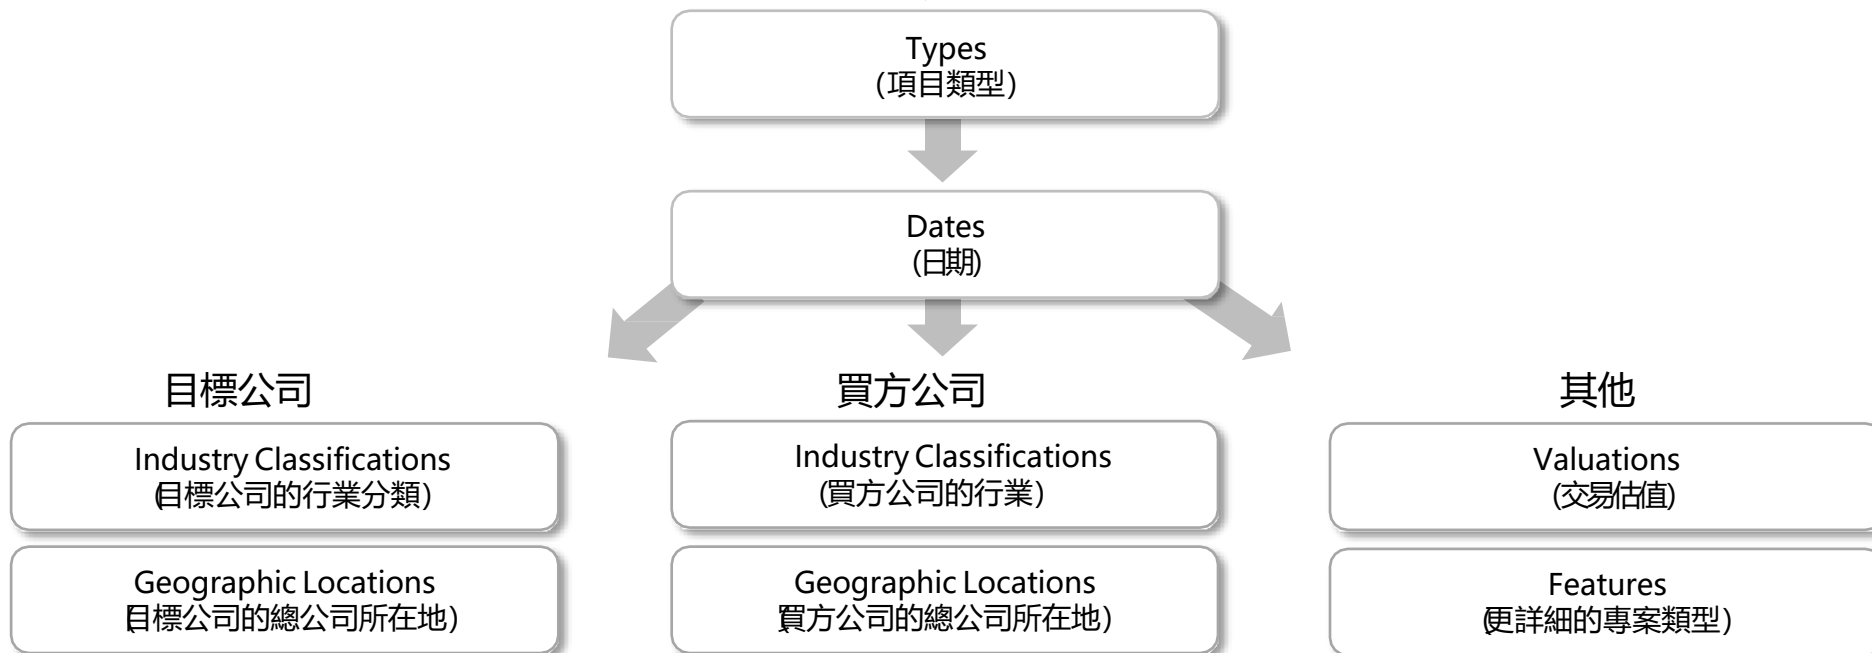 Types
(項目類型)
Dates
(日期)
目標公司
買方公司
其他
Industry Classifications
(目標公司的行業分類)
Geographic Locations
(目標公司的總公司所在地)
Industry Classifications
(買方公司的行業)
Geographic Locations
(買方公司的總公司所在地)
Valuations
(交易估值)
Features
(更詳細的專案類型)